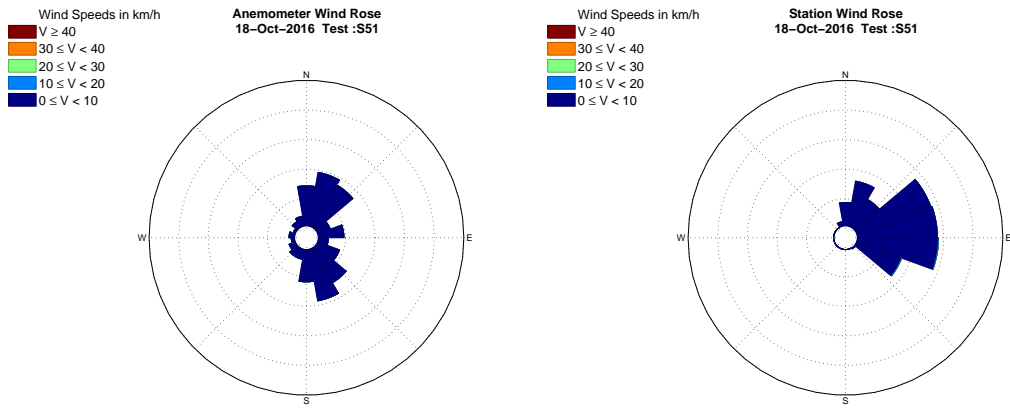 Wind Speeds in km/h
V ≥ 40
30 ≤ V < 40
20 ≤ V < 30
10 ≤ V < 20
0 ≤ V < 10
Anemometer Wind Rose
18−Oct−2016 Test :S51
N
W
E
S
Wind Speeds in km/h
V ≥ 40
30 ≤ V < 40
20 ≤ V < 30
10 ≤ V < 20
0 ≤ V < 10
Station Wind Rose
18−Oct−2016 Test :S51
N
W
E
S